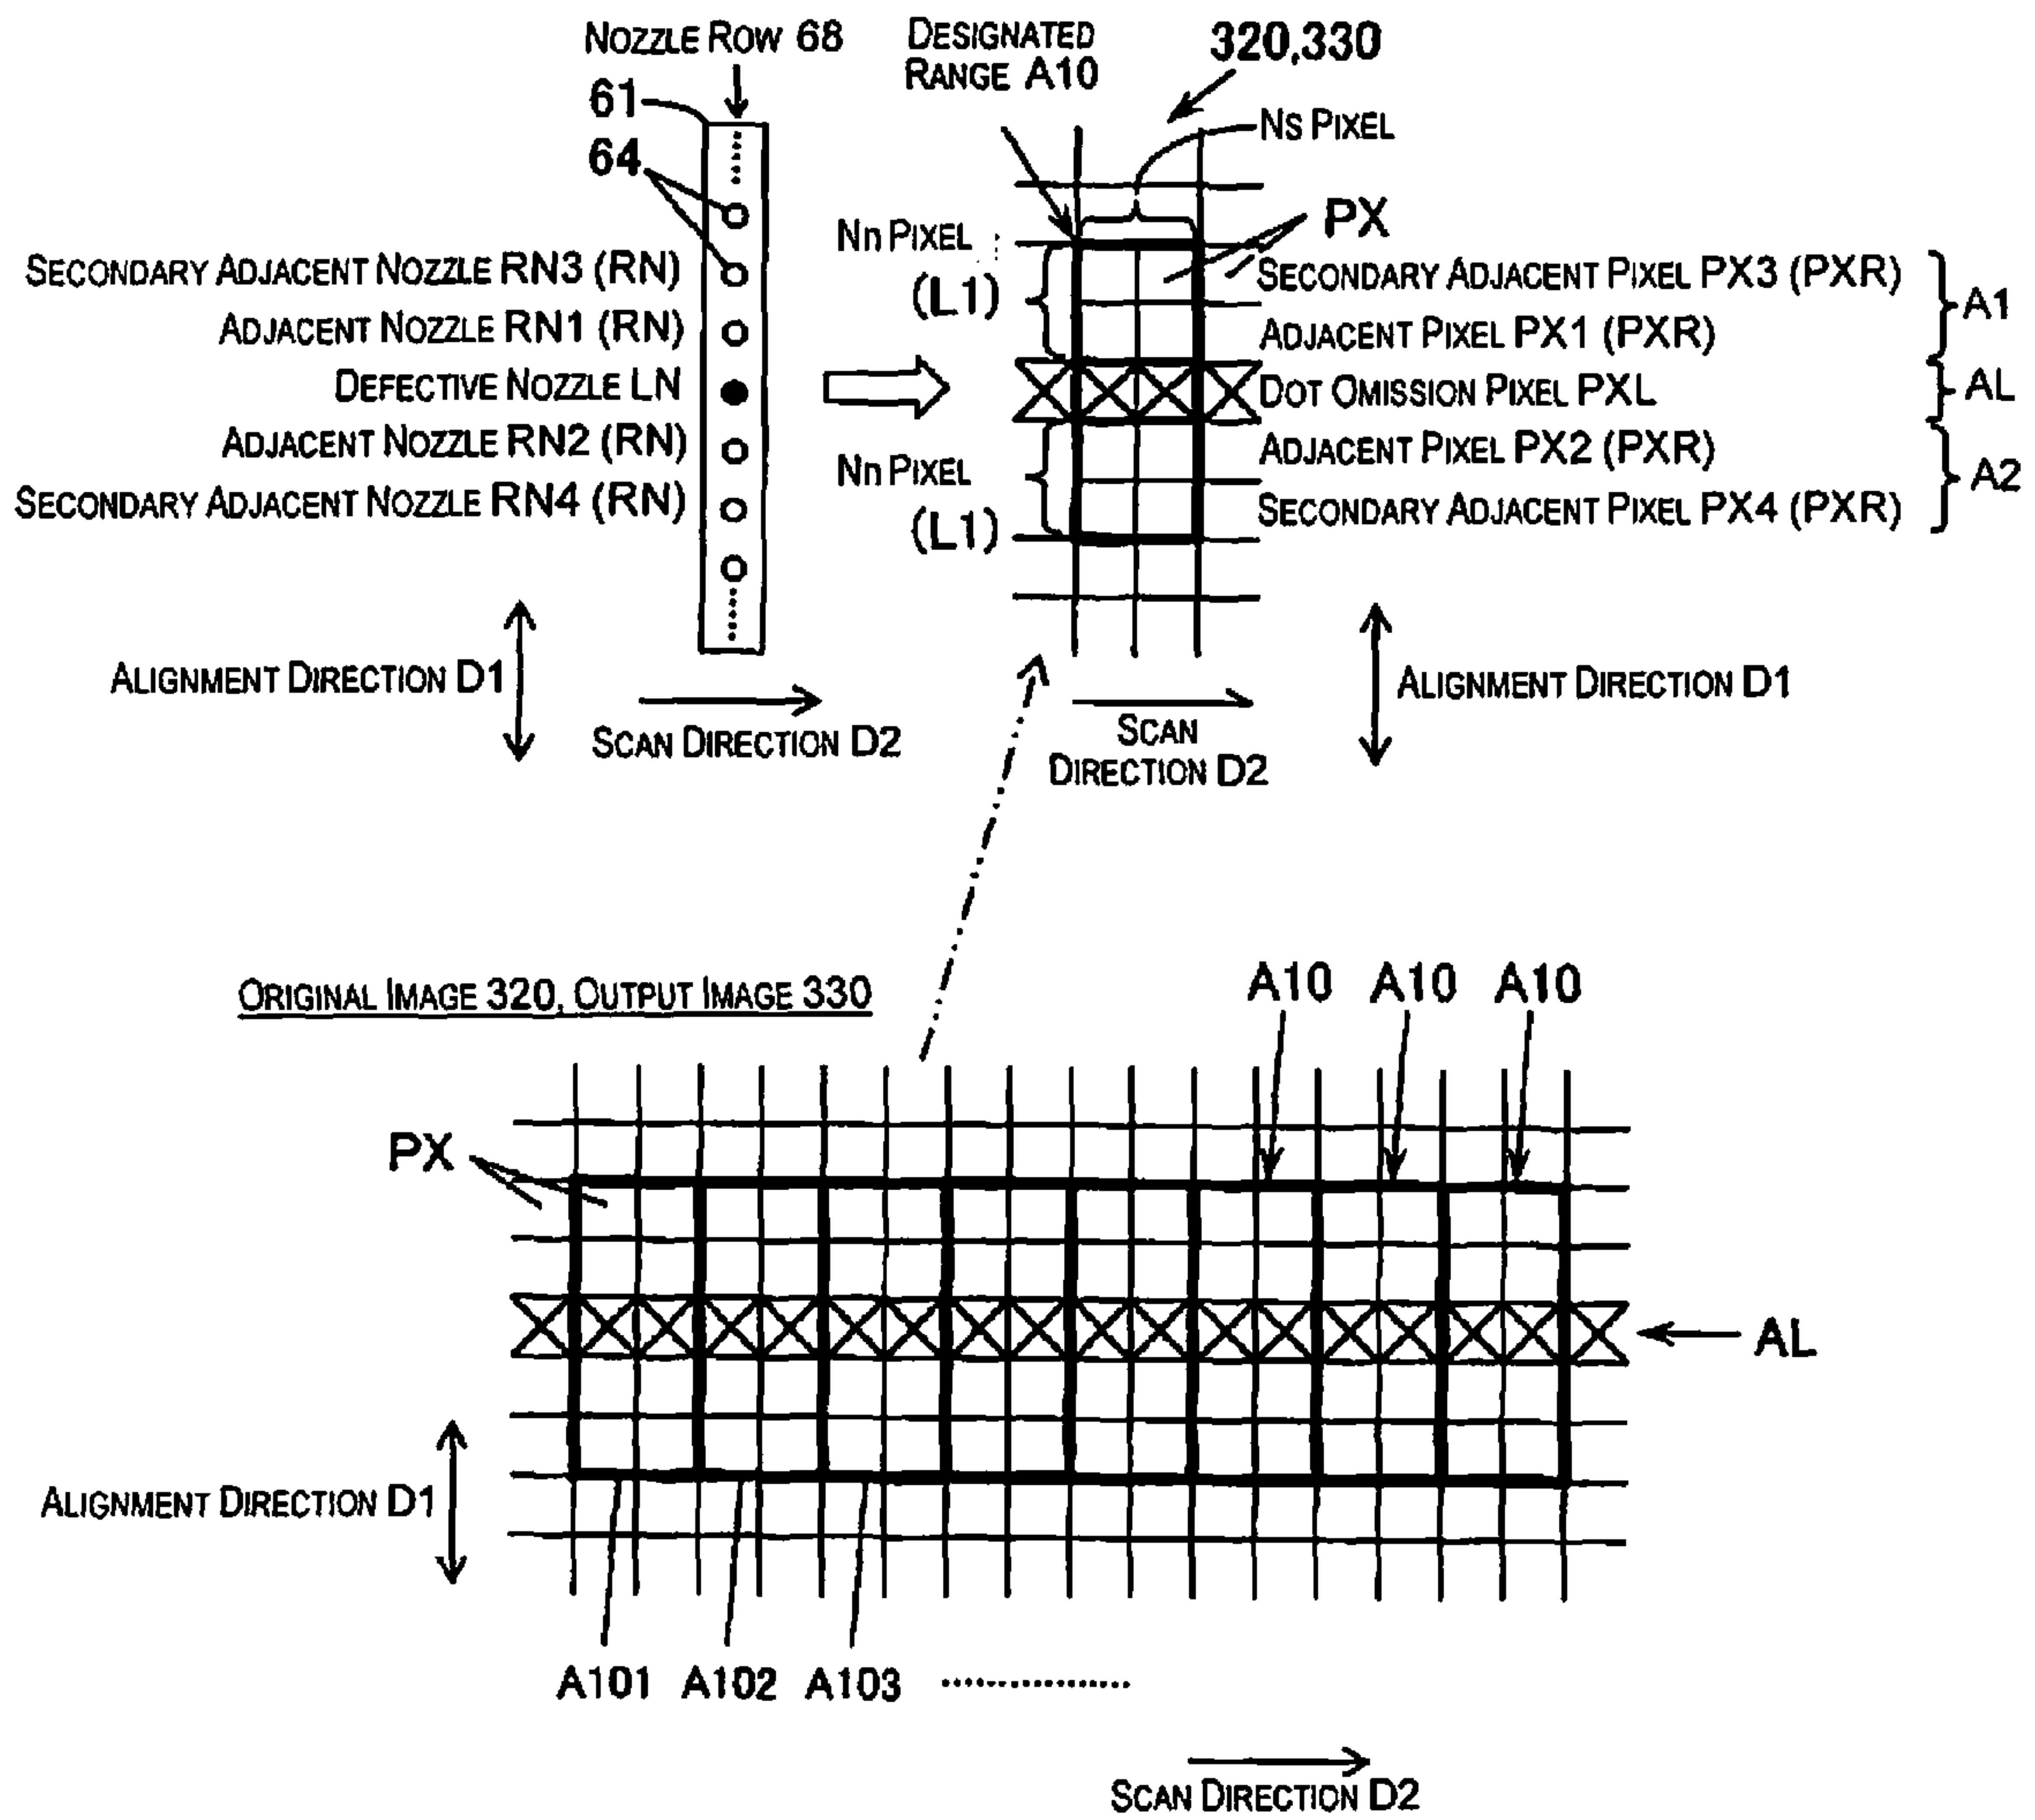 NOZZLE ROW 68
DESIGNATED
RANGE A10
320,330
61
64
NS PIXEL
PX
Nn PIXEL
(L1)
SECONDARY ADJACENT NOZZLE RN3 (RN)
SECONDARY ADJACENT PIXEL PX3 (PXR)
A1
ADJACENT NOZZLE RN1 (RN)
ADJACENT PIXEL PX1 (PXR)
DEFECTIVE NOZZLE LN
DOT OMISSION PIXEL PXL
AL
ADJACENT NOZZLE RN2 (RN)
Nn PIXEL
(L1)
ADJACENT PIXEL PX2 (PXR)
A2
SECONDARY ADJACENT NOZZLE RN4 (RN)
SECONDARY ADJACENT PIXEL PX4 (PXR)
ALIGNMENT DIRECTION D1
SCAN DIRECTION D2
SCAN
DIRECTION D2
ALIGNMENT DIRECTION D1
ORIGINAL IMAGE 320, OUTPUT IMAGE 330
A10 A10 A10
PX
AL
ALIGNMENT DIRECTION D1
A101 A102 A103
SCAN DIRECTION D2